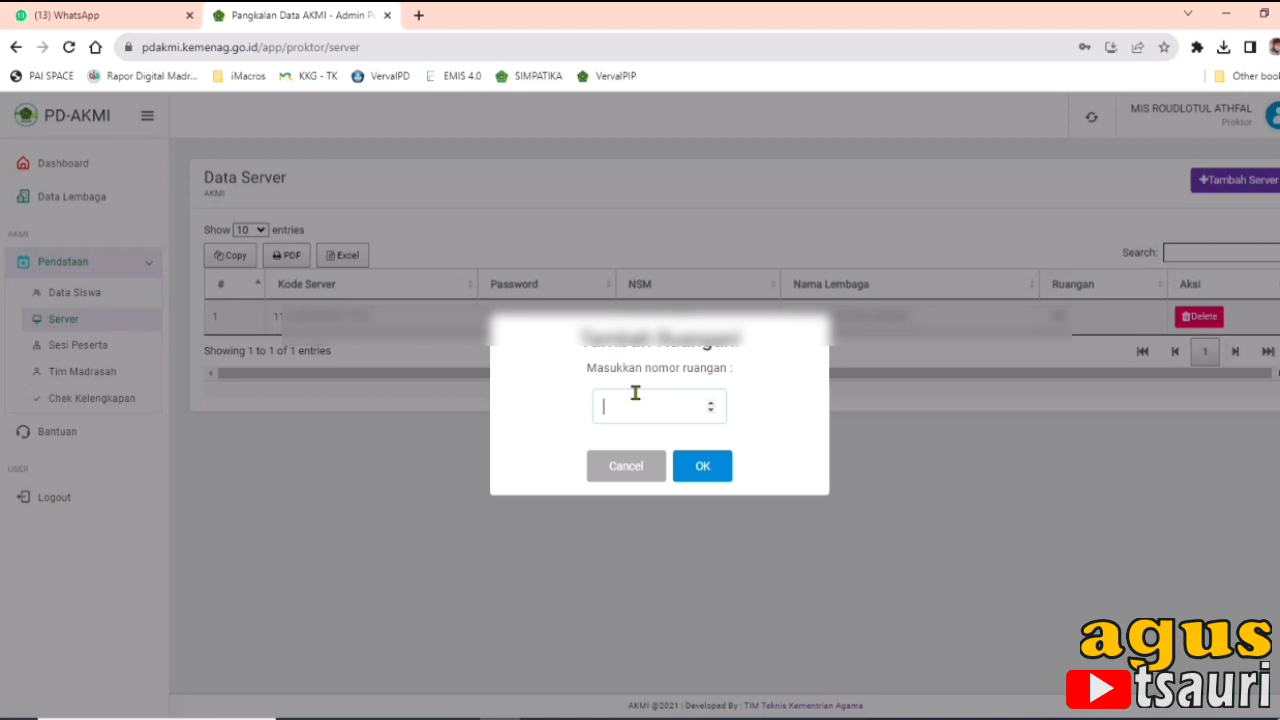 (13) WhatsApp
Pangkalan Data AKMI - Admin P
pdakmi.kemenag.go.id/app/proktor/server
PAI SPACE
Rapor Digital Madr...
iMacros
KKG - TK
VervalPD
EMIS 4.0
SIMPATIKA
VervalPIP
Other book
PD-AKMI
MIS ROUDLOTUL ATHFAL
Proktor
Dashboard
Data Lembaga
AKMI
Pendataan
Data Siswa
Server
Sesi Peserta
Tim Madrasah
Chek Kelengkapan
Bantuan
USER
Logout
Data Server
AKMI
+Tambah Server
Show 10 entries
Copy
PDF
Excel
Search:
# Kode Server Password NSM Nama Lembaga Ruangan Aksi
1 11 Delete
Showing 1 to 1 of 1 entries
1
Tambah Ruangan
Masukkan nomor ruangan :
Cancel
OK
AKMI @2021 | Developed By : TIM Teknis Kementrian Agama
agus
tsauri